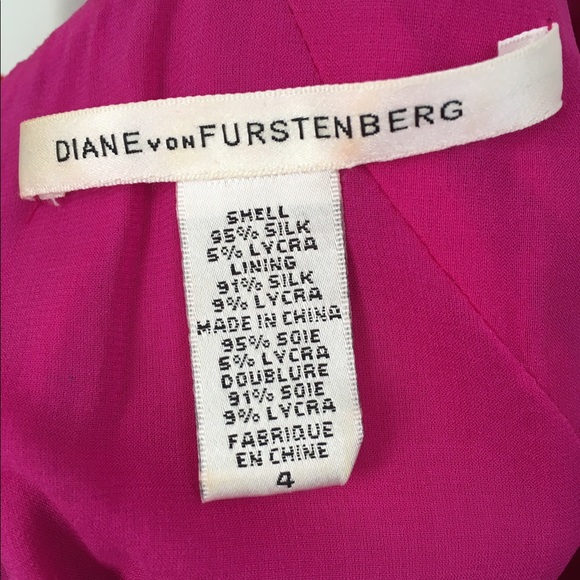 DIANE VON FURSTENBERG
SHELL
95% SILK
5% LYCRA
LINING
91% SILK
9% LYCRA
MADE IN CHINA
95% SOIE
5% LYCRA
DOUBLURE
91% SOIE
9% LYCRA
FABRIQUE
EN CHINE
4